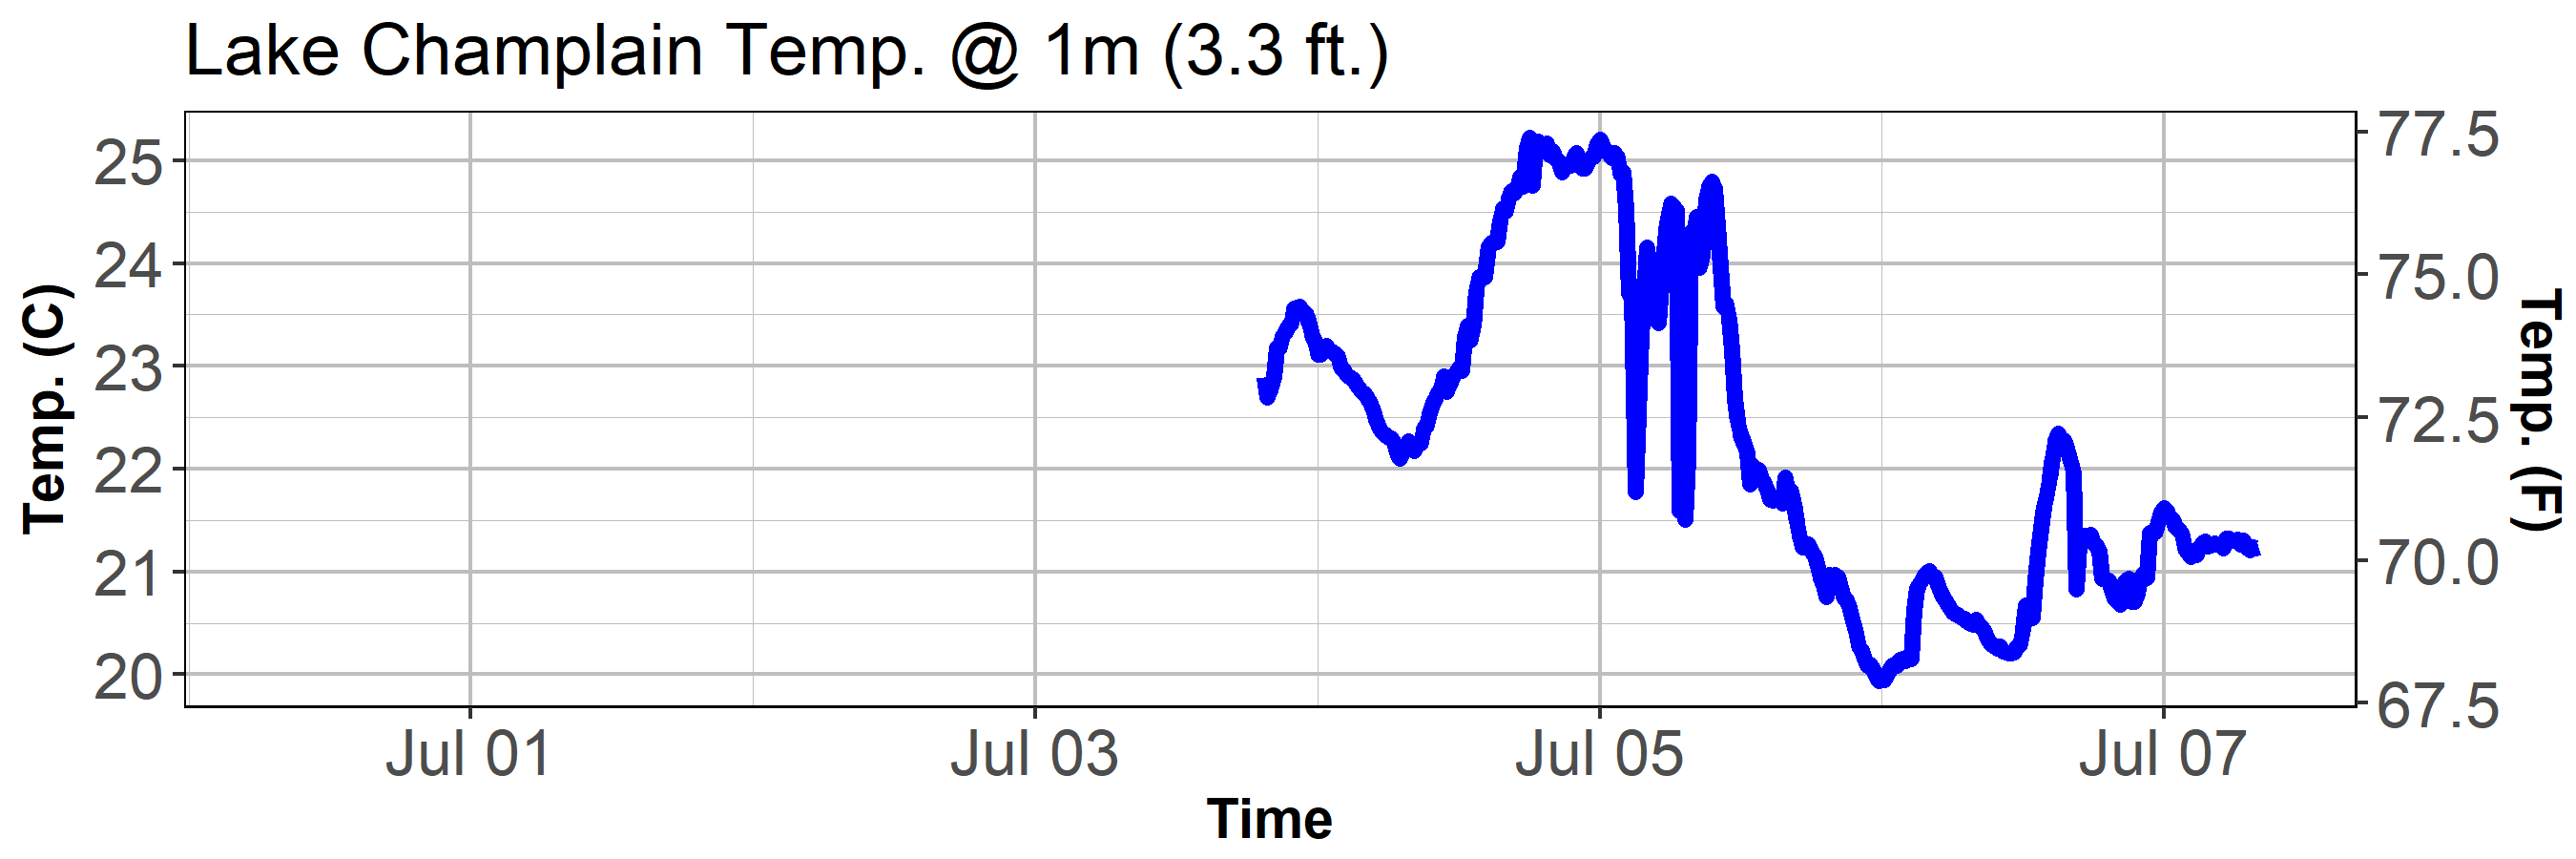 Lake Champlain Temp. @ 1m (3.3 ft.)
Temp. (C)
25
24
23
22
21
20
77.5
75.0
72.5
70.0
67.5
Temp. (F)
Jul 01
Jul 03
Jul 05
Jul 07
Time